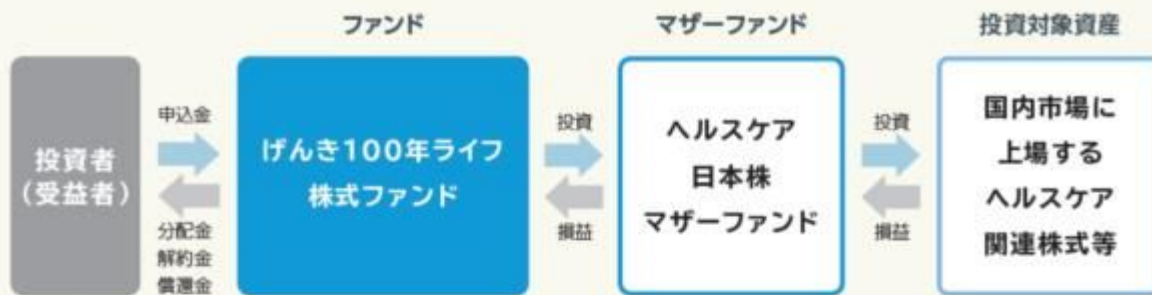 ファンド
マザーファンド
投資対象資産
投資者
(受益者)
申込金
分配金
解約金
償還金
げんき100年ライフ
株式ファンド
投資
損益
ヘルスケア
日本株
マザーファンド
投資
損益
国内市場に
上場する
ヘルスケア
関連株式等